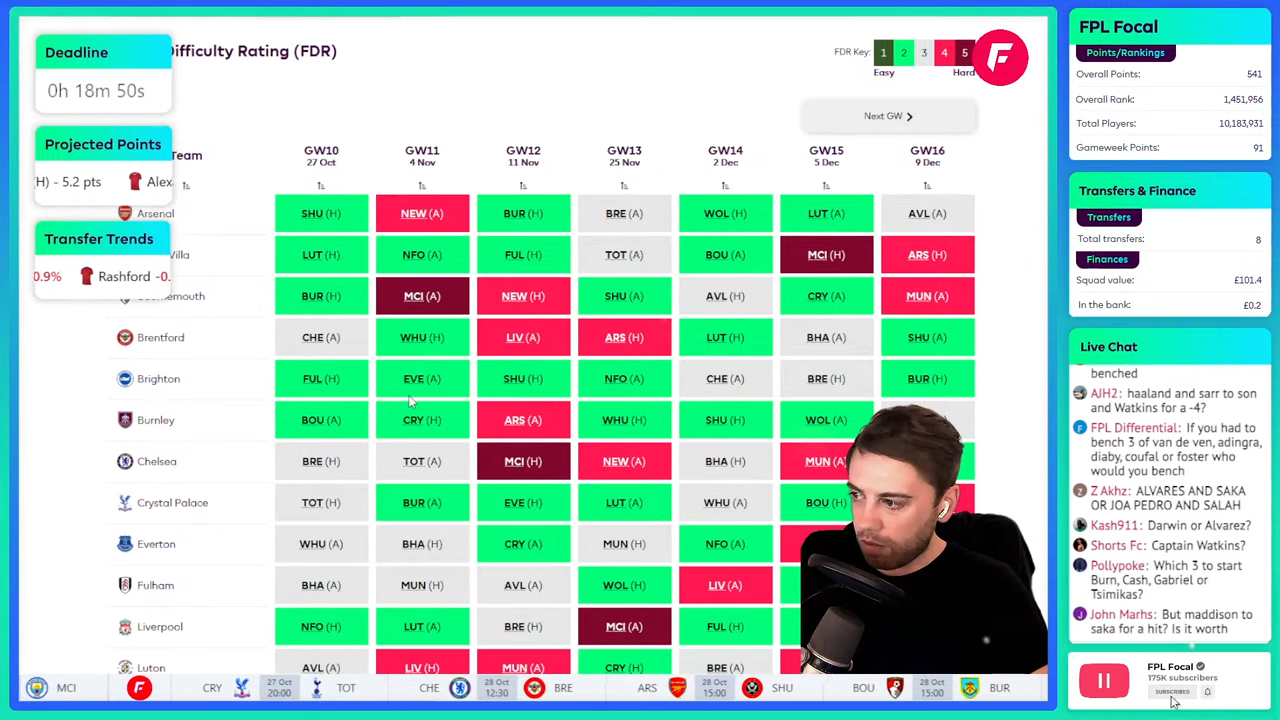 Deadline
0h 18m 50s
Difficulty Rating (FDR)
FDR Key: 1 2 3 4 5
Easy Hard
Projected Points
(H) - 5.2 pts Alex
Transfer Trends
0.9% Rashford -0.
Next GW
Team
GW10 GW11 GW12 GW13 GW14 GW15 GW16
27 Oct 4 Nov 11 Nov 25 Nov 2 Dec 5 Dec 9 Dec
Arsenal SHU (H) NEW (A) BUR (H) BRE (A) WOL (H) LUT (A) AVL (A)
Villa LUT (H) NFO (A) FUL (H) TOT (A) BOU (A) MCI (H) ARS (H)
Bournemouth BUR (H) MCI (A) NEW (H) SHU (A) AVL (H) CRY (A) MUN (A)
Brentford CHE (A) WHU (H) LIV (A) ARS (H) LUT (H) BHA (A) SHU (A)
Brighton FUL (H) EVE (A) SHU (H) NFO (A) CHE (A) BRE (H) BUR (H)
Burnley BOU (A) CRY (H) ARS (A) WHU (H) SHU (H) WOL (A)
Chelsea BRE (H) TOT (A) MCI (H) NEW (A) BHA (H) MUN (A)
Crystal Palace TOT (H) BUR (A) EVE (H) LUT (A) WHU (A) BOU (H)
Everton WHU (A) BHA (H) CRY (A) MUN (H) NFO (A)
Fulham BHA (A) MUN (H) AVL (A) WOL (H) LIV (A)
Liverpool NFO (H) LUT (A) BRE (H) MCI (A) FUL (H)
Luton AVL (A) LIV (H) MUN (A) CRY (H) BRE (A)
MCI
CRY 27 Oct 20:00 TOT
CHE 28 Oct 12:30 BRE
ARS 28 Oct 15:00 SHU
BOU 28 Oct 15:00 BUR
FPL Focal
Points/Rankings
Overall Points: 541
Overall Rank: 1,451,956
Total Players: 10,183,931
Gameweek Points: 91
Transfers & Finance
Transfers
Total transfers: 8
Finances
Squad value: £101.4
In the bank: £0.2
Live Chat
benched
AJH2: haaland and sarr to son
and Watkins for a -4?
FPL Differential: If you had to
bench 3 of van de ven, adingra,
diaby, coufal or foster who
would you bench
Z Akhz: ALVARES AND SAKA
OR JOA PEDRO AND SALAH
Kash911: Darwin or Alvarez?
Shorts Fc: Captain Watkins?
Pollypoke: Which 3 to start
Burn, Cash, Gabriel or
Tsimikas?
John Marhs: But maddison to
saka for a hit? Is it worth
FPL Focal
175K subscribers
SUBSCRIBED